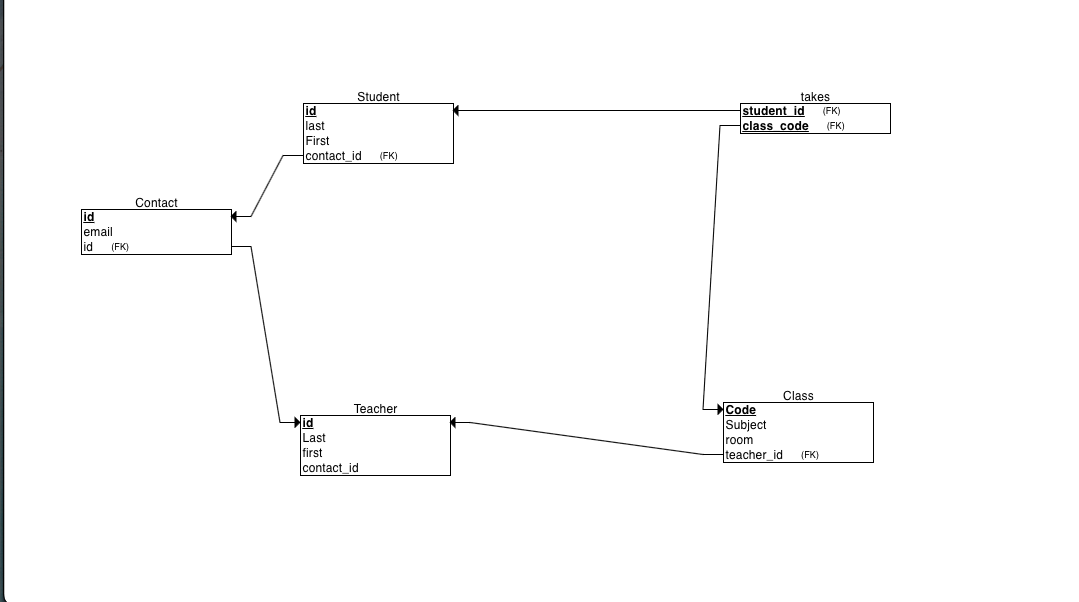 Student
id
last
First
contact_id (FK)
takes
student_id (FK)
class_code (FK)
Contact
id
email
id (FK)
Teacher
id
Last
first
contact_id
Class
Code
Subject
room
teacher_id (FK)